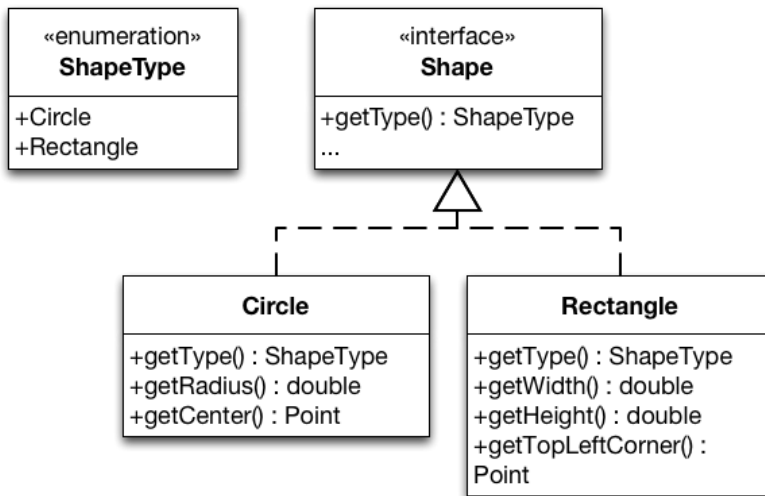 «enumeration»
ShapeType
+Circle
+Rectangle
«interface»
Shape
+getType() : ShapeType
...
Circle
+getType() : ShapeType
+getRadius() : double
+getCenter() : Point
Rectangle
+getType() : ShapeType
+getWidth() : double
+getHeight() : double
+getTopLeftCorner() :
Point